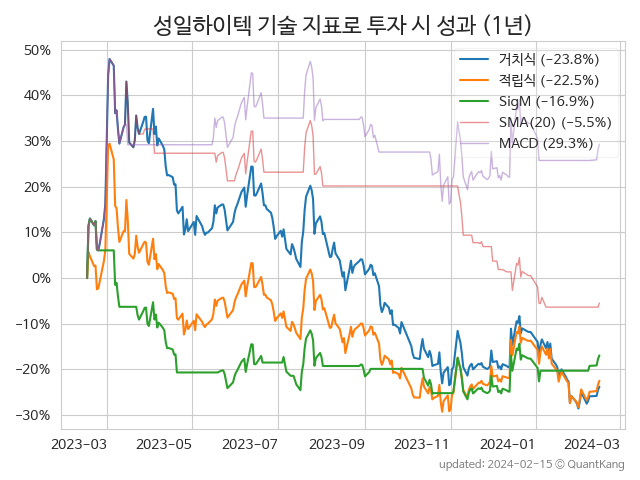 성일하이텍 기술 지표로 투자 시 성과 (1년)
50%
40%
30%
20%
10%
0%
−10%
−20%
−30%
거치식 (−23.8%)
적립식 (−22.5%)
SigM (−16.9%)
SMA(20) (−5.5%)
MACD (29.3%)
2023-03 2023-05 2023-07 2023-09 2023-11 2024-01 2024-03
updated: 2024-02-15 © QuantKang